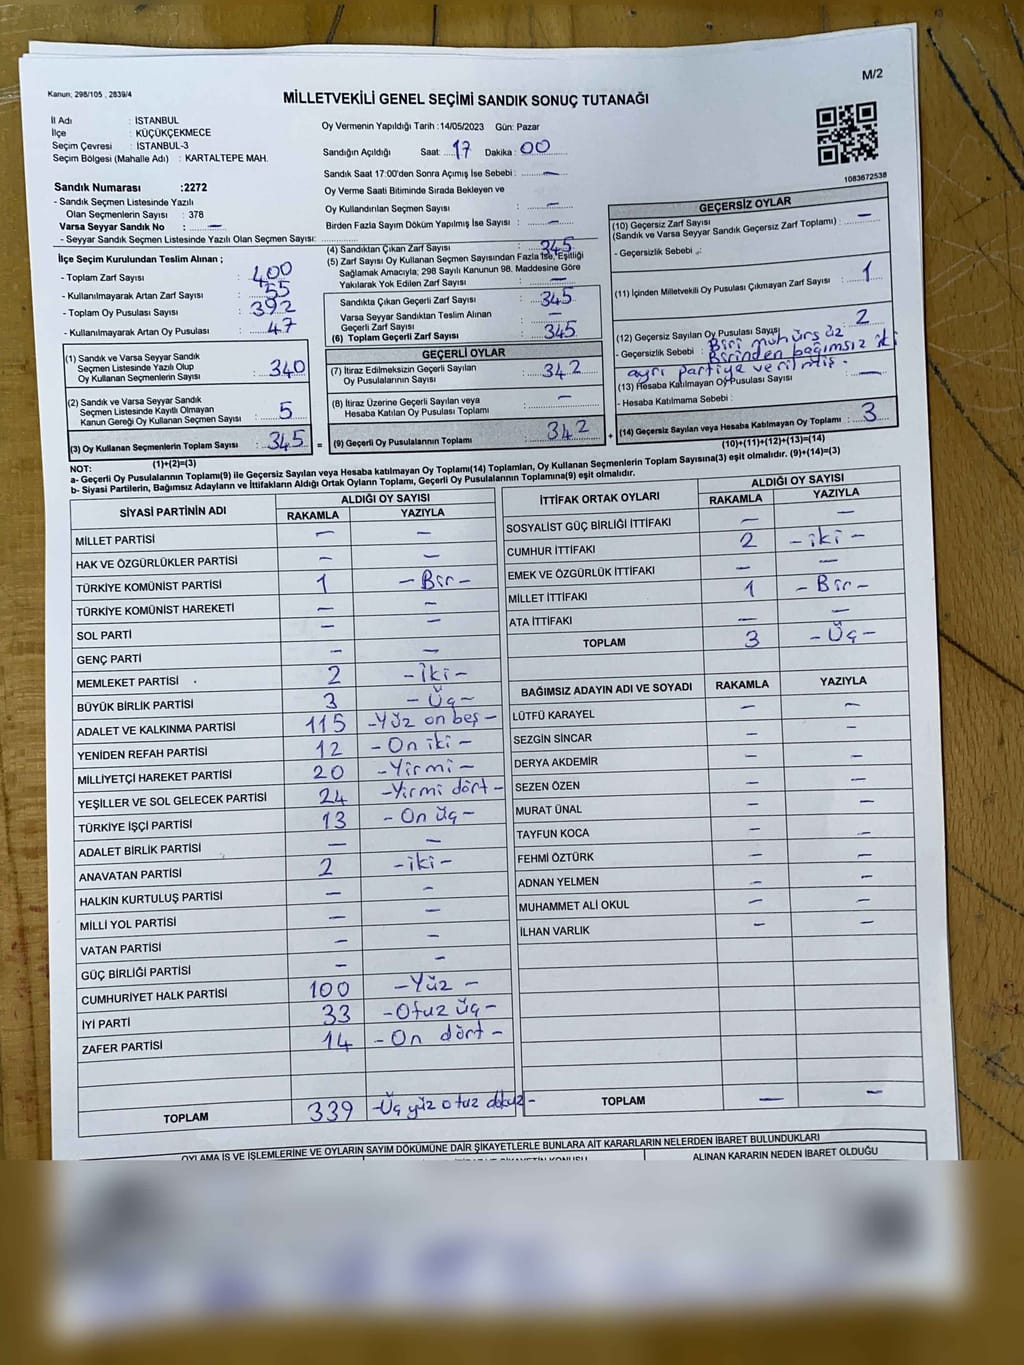 M/2
Kanun; 298/105 , 2839/4
MİLLETVEKİLİ GENEL SEÇİMİ SANDIK SONUÇ TUTANAĞI
İl Adı : İSTANBUL
İlçe : KÜÇÜKÇEKMECE
Seçim Çevresi : İSTANBUL-3
Seçim Bölgesi (Mahalle Adı) : KARTALTEPE MAH.
Oy Vermenin Yapıldığı Tarih :14/05/2023 Gün: Pazar
Sandığın Açıldığı Saat: 17 Dakika: 00
Sandık Saat 17:00'den Sonra Açımış İse Sebebi : —
Oy Verme Saati Bitiminde Sırada Bekleyen ve
Oy Kullandırılan Seçmen Sayısı : —
Birden Fazla Sayım Döküm Yapılmış İse Sayısı : —
1083672538
Sandık Numarası :2272
- Sandık Seçmen Listesinde Yazılı
Olan Seçmenlerin Sayısı : 378
Varsa Seyyar Sandık No : —
- Seyyar Sandık Seçmen Listesinde Yazılı Olan Seçmen Sayısı:
İlçe Seçim Kurulundan Teslim Alınan ;
- Toplam Zarf Sayısı : 400
- Kullanılmayarak Artan Zarf Sayısı : 55
- Toplam Oy Pusulası Sayısı : 392
- Kullanılmayarak Artan Oy Pusulası : 47
(1) Sandık ve Varsa Seyyar Sandık
Seçmen Listesinde Yazılı Olup
Oy Kullanan Seçmenlerin Sayısı : 340
(2) Sandık ve Varsa Seyyar Sandık
Seçmen Listesinde Kayıtlı Olmayan
Kanun Gereği Oy Kullanan Seçmen Sayısı : 5
(3) Oy Kullanan Seçmenlerin Toplam Sayısı : 345 =
(1)+(2)=(3)
(4) Sandıktan Çıkan Zarf Sayısı : 345
(5) Zarf Sayısı Oy Kullanan Seçmen Sayısından Fazla İse, Eşitliği
Sağlamak Amacıyla; 298 Sayılı Kanunun 98. Maddesine Göre
Yakılarak Yok Edilen Zarf Sayısı : —
Sandıkta Çıkan Geçerli Zarf Sayısı : 345
Varsa Seyyar Sandıktan Teslim Alınan
Geçerli Zarf Sayısı : —
(6) Toplam Geçerli Zarf Sayısı : 345
GEÇERLİ OYLAR
(7) İtiraz Edilmeksizin Geçerli Sayılan
Oy Pusulalarının Sayısı : 342
(8) İtiraz Üzerine Geçerli Sayılan veya
Hesaba Katılan Oy Pusulası Toplamı : —
(9) Geçerli Oy Pusulalarının Toplamı : 342 +
GEÇERSİZ OYLAR
(10) Geçersiz Zarf Sayısı
(Sandık ve Varsa Seyyar Sandık Geçersiz Zarf Toplamı) : —
- Geçersizlik Sebebi :
(11) İçinden Milletvekili Oy Pusulası Çıkmayan Zarf Sayısı : 1
(12) Geçersiz Sayılan Oy Pusulası Sayısı : 2
- Geçersizlik Sebebi : Biri mühürsüz
Birinden bağımsız iki
ayrı partiye verilmiş.
(13) Hesaba Katılmayan Oy Pusulası Sayısı : —
- Hesaba Katılmama Sebebi :
(14) Geçersiz Sayılan veya Hesaba Katılmayan Oy Toplamı : 3
(10)+(11)+(12)+(13)=(14)
NOT:
a- Geçerli Oy Pusulalarının Toplamı(9) ile Geçersiz Sayılan veya Hesaba katılmayan Oy Toplamı(14) Toplamları, Oy Kullanan Seçmenlerin Toplam Sayısına(3) eşit olmalıdır. (9)+(14)=(3)
b- Siyasi Partilerin, Bağımsız Adayların ve İttifakların Aldığı Ortak Oyların Toplamı, Geçerli Oy Pusulalarının Toplamına(9) eşit olmalıdır.
SİYASİ PARTİNİN ADI ALDIĞI OY SAYISI
RAKAMLA YAZIYLA
MİLLET PARTİSİ — —
HAK VE ÖZGÜRLÜKLER PARTİSİ — —
TÜRKİYE KOMÜNİST PARTİSİ 1 - Bir -
TÜRKİYE KOMÜNİST HAREKETİ — —
SOL PARTİ — —
GENÇ PARTİ — —
MEMLEKET PARTİSİ 2 - İki -
BÜYÜK BİRLİK PARTİSİ 3 - Üç -
ADALET VE KALKINMA PARTİSİ 115 - Yüz on beş -
YENİDEN REFAH PARTİSİ 12 - On iki -
MİLLİYETÇİ HAREKET PARTİSİ 20 - Yirmi -
YEŞİLLER VE SOL GELECEK PARTİSİ 24 - Yirmi dört -
TÜRKİYE İŞÇİ PARTİSİ 13 - On üç -
ADALET BİRLİK PARTİSİ — —
ANAVATAN PARTİSİ 2 - iki -
HALKIN KURTULUŞ PARTİSİ — —
MİLLİ YOL PARTİSİ — —
VATAN PARTİSİ — —
GÜÇ BİRLİĞİ PARTİSİ — —
CUMHURİYET HALK PARTİSİ 100 - Yüz -
İYİ PARTİ 33 - Otuz üç -
ZAFER PARTİSİ 14 - On dört -
TOPLAM 339 - Üç yüz otuz dokuz -
İTTİFAK ORTAK OYLARI ALDIĞI OY SAYISI
RAKAMLA YAZIYLA
SOSYALİST GÜÇ BİRLİĞİ İTTİFAKI — —
CUMHUR İTTİFAKI 2 - iki -
EMEK VE ÖZGÜRLÜK İTTİFAKI — —
MİLLET İTTİFAKI 1 - Bir -
ATA İTTİFAKI — —
TOPLAM 3 - Üç -
BAĞIMSIZ ADAYIN ADI VE SOYADI RAKAMLA YAZIYLA
LÜTFÜ KARAYEL — —
SEZGİN SİNCAR — —
DERYA AKDEMİR — —
SEZEN ÖZEN — —
MURAT ÜNAL — —
TAYFUN KOCA — —
FEHMİ ÖZTÜRK — —
ADNAN YELMEN — —
MUHAMMET ALİ OKUL — —
İLHAN VARLIK — —
TOPLAM — —
OYLAMA İŞ VE İŞLEMLERİNE VE OYLARIN SAYIM DÖKÜMÜNE DAİR ŞİKAYETLERLE BUNLARA AİT KARARLARIN NELERDEN İBARET BULUNDUKLARI
ALINAN KARARIN NEDEN İBARET OLDUĞU